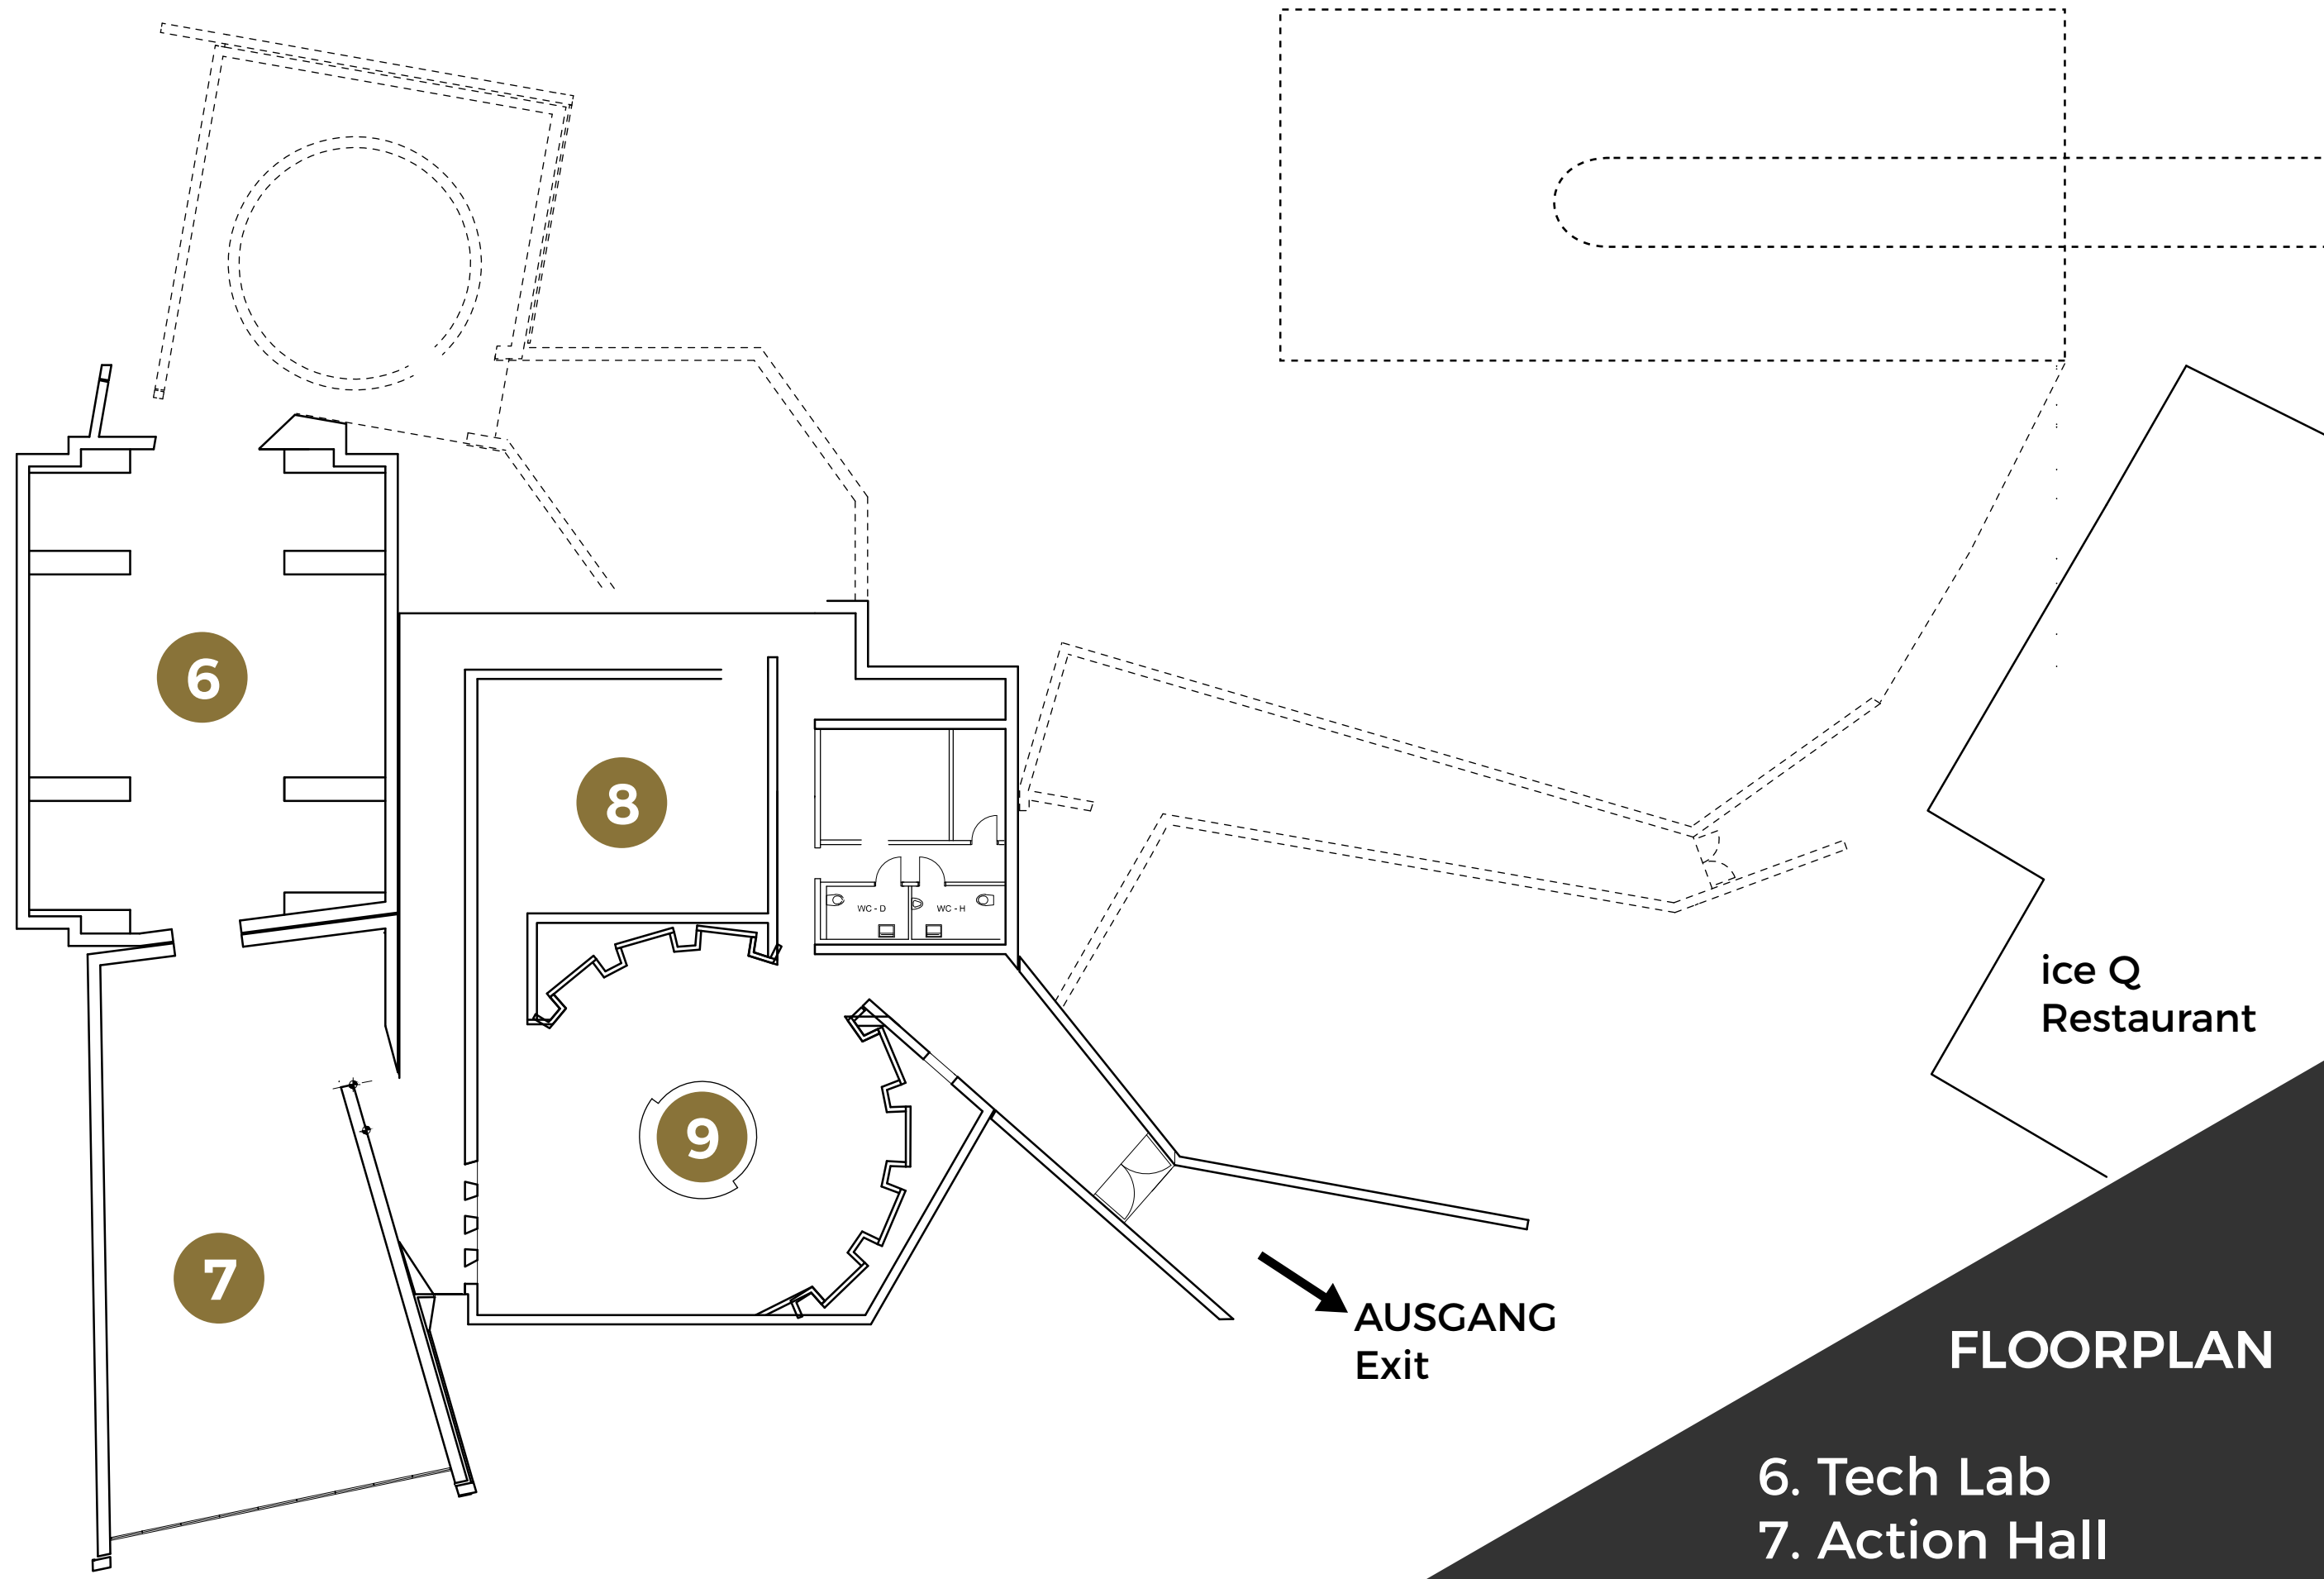 6
8
WC - D
WC - H
ice Q
Restaurant
9
7
AUSGANG
Exit
FLOORPLAN
6. Tech Lab
7. Action Hall